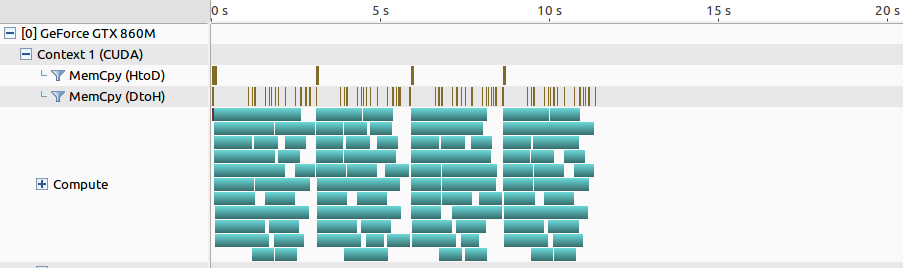 0 s 5 s 10 s 15 s 20 s
[0] GeForce GTX 860M
Context 1 (CUDA)
MemCpy (HtoD)
MemCpy (DtoH)
Compute